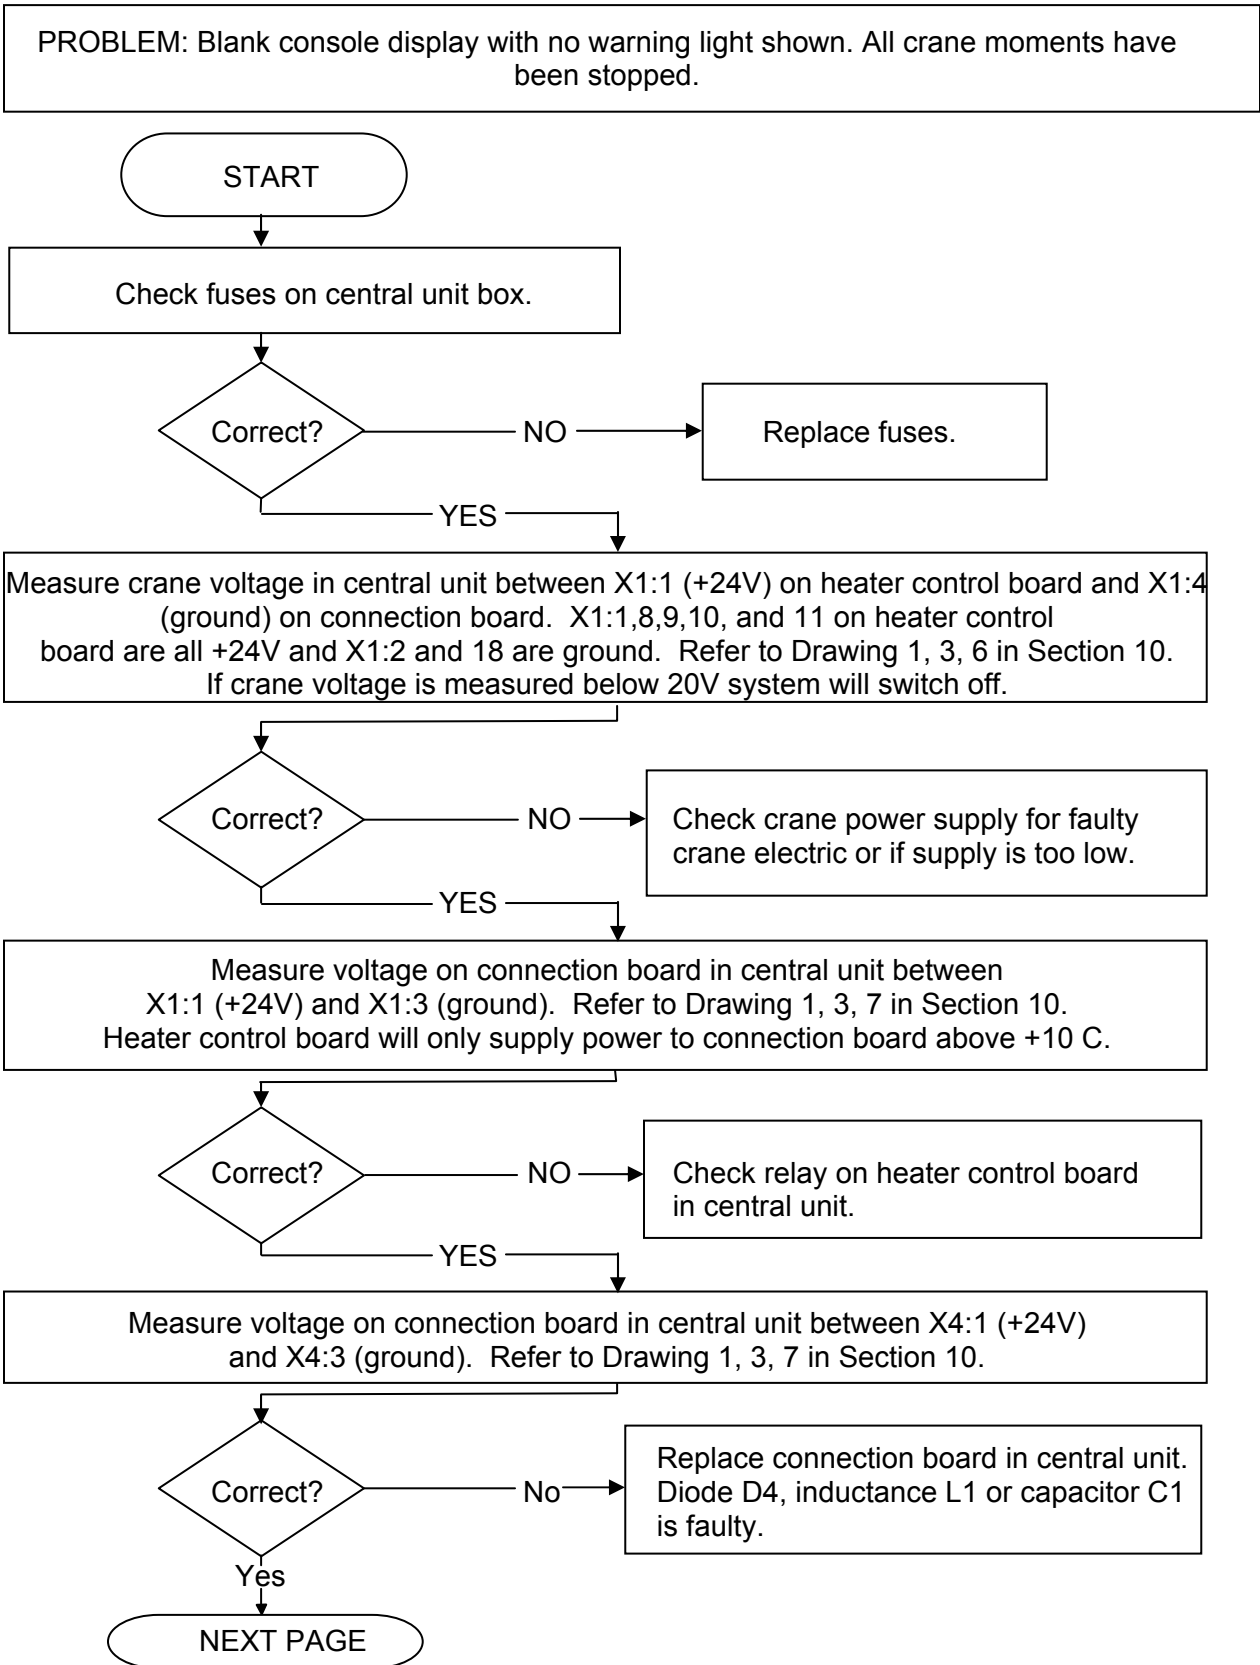 PROBLEM: Blank console display with no warning light shown. All crane moments have
been stopped.
START
Check fuses on central unit box.
Correct?
NO
Replace fuses.
YES
Measure crane voltage in central unit between X1:1 (+24V) on heater control board and X1:4
(ground) on connection board. X1:1,8,9,10, and 11 on heater control
board are all +24V and X1:2 and 18 are ground. Refer to Drawing 1, 3, 6 in Section 10.
If crane voltage is measured below 20V system will switch off.
Correct?
NO
Check crane power supply for faulty
crane electric or if supply is too low.
YES
Measure voltage on connection board in central unit between
X1:1 (+24V) and X1:3 (ground). Refer to Drawing 1, 3, 7 in Section 10.
Heater control board will only supply power to connection board above +10 C.
Correct?
NO
Check relay on heater control board
in central unit.
YES
Measure voltage on connection board in central unit between X4:1 (+24V)
and X4:3 (ground). Refer to Drawing 1, 3, 7 in Section 10.
Correct?
No
Replace connection board in central unit.
Diode D4, inductance L1 or capacitor C1
is faulty.
Yes
NEXT PAGE